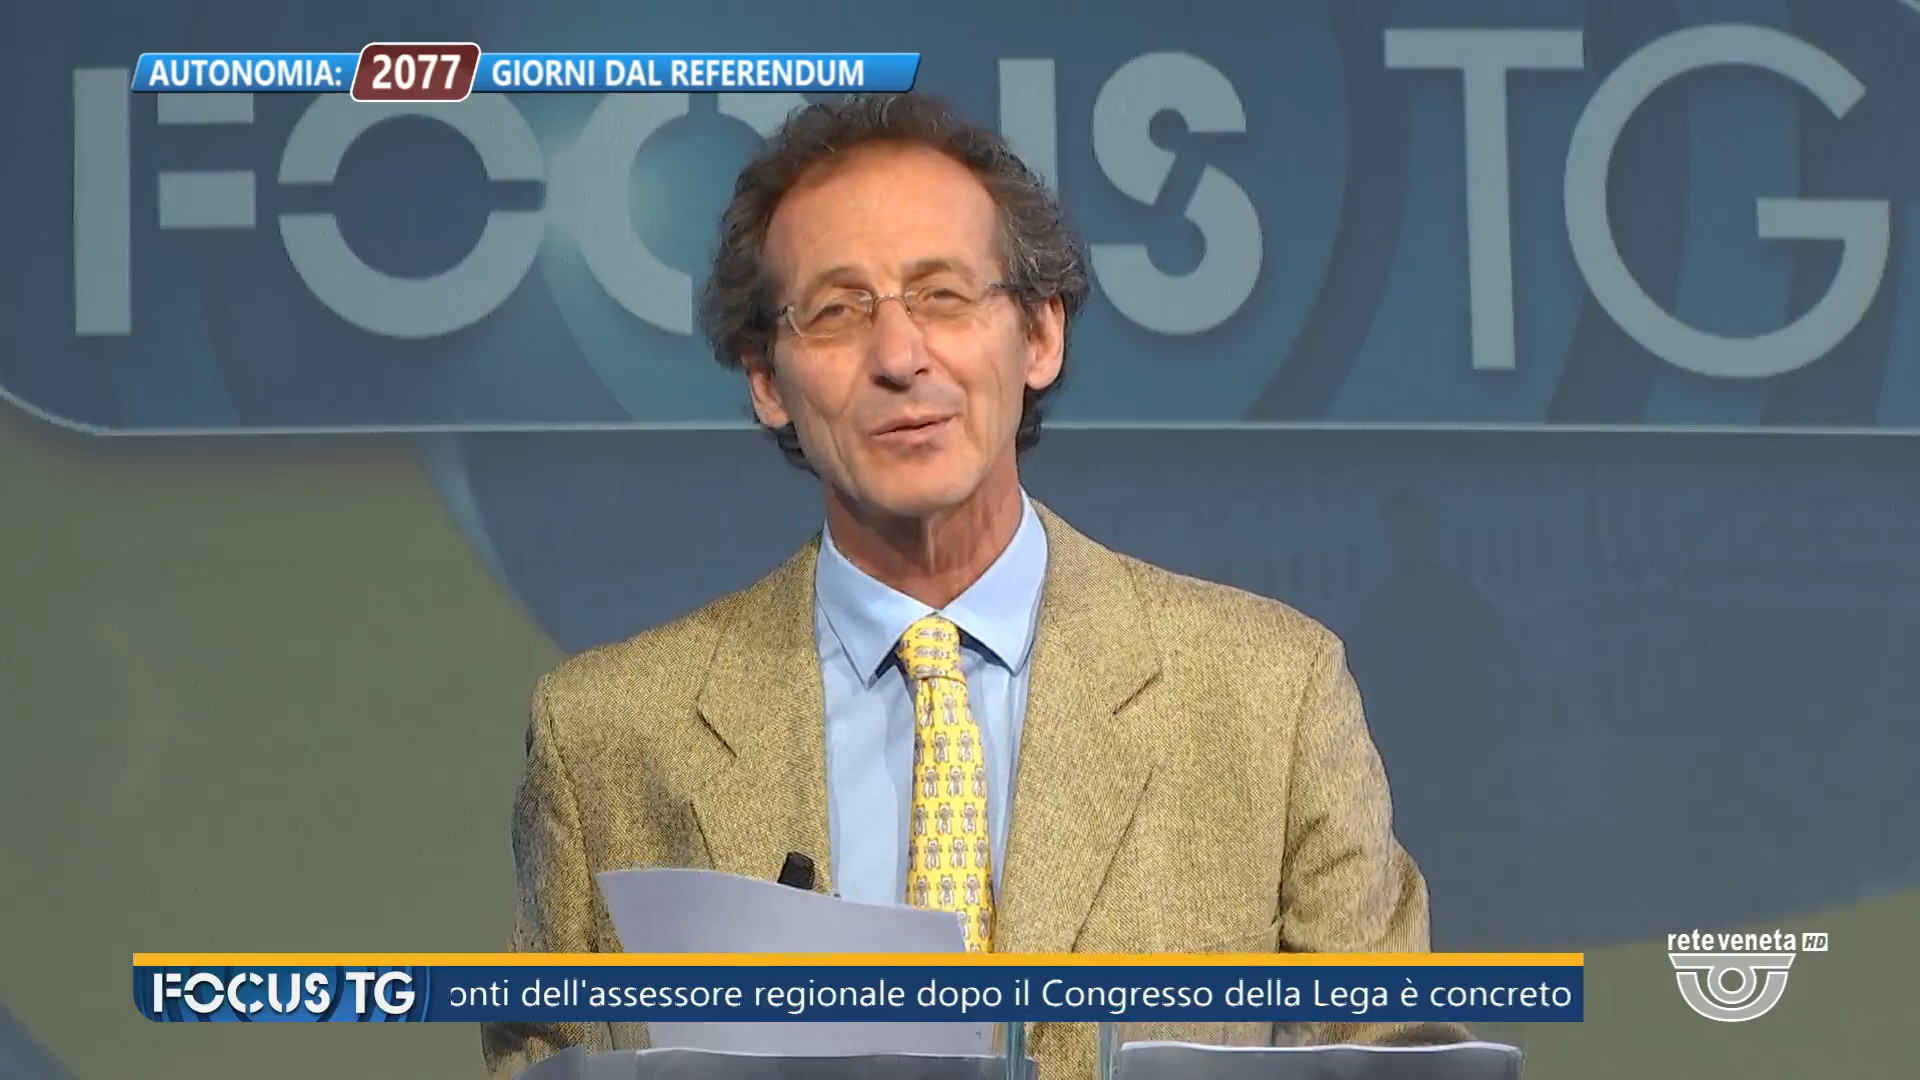 AUTONOMIA: 2077 GIORNI DAL REFERENDUM
FOCUS TG
rete veneta HD
FOCUS TG onti dell'assessore regionale dopo il Congresso della Lega è concreto